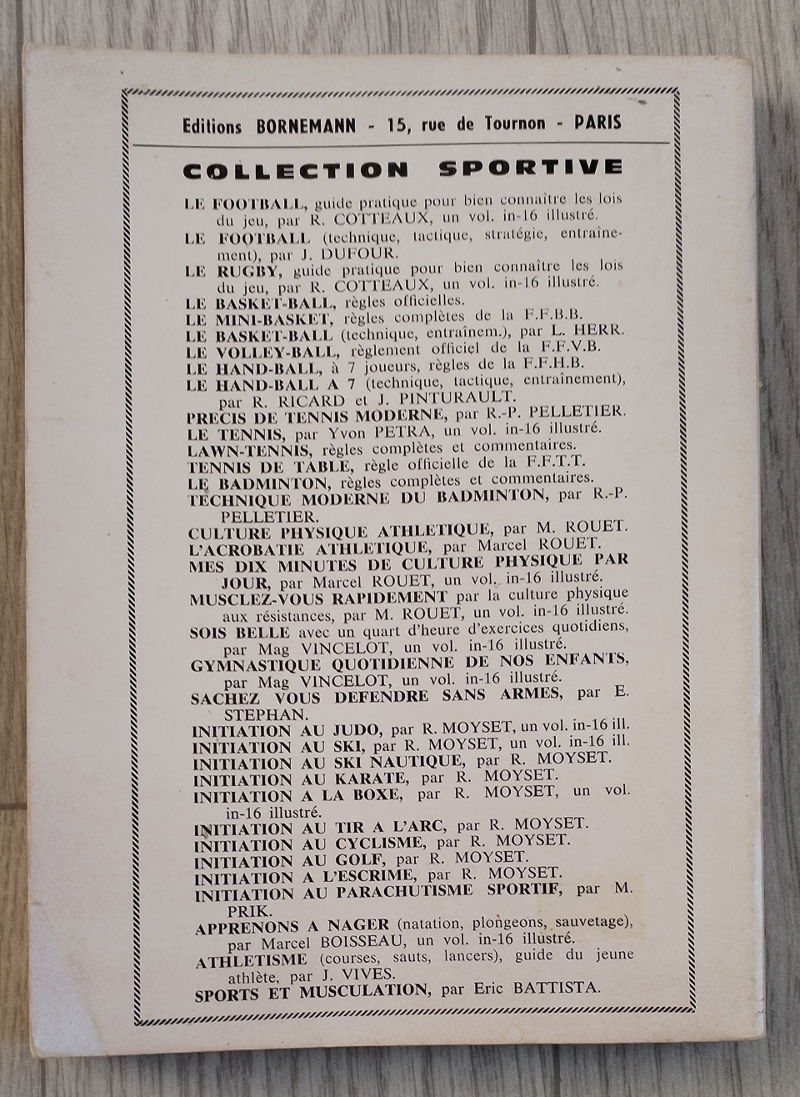 Editions BORNEMANN - 15, rue de Tournon - PARIS
COLLECTION SPORTIVE
LE FOOTBALL, guide pratique pour bien connaître les lois
du jeu, par R. COTTEAUX, un vol. in-16 illustré.
LE FOOTBALL (technique, tactique, stratégie, entraîne-
ment), par J. DUFOUR.
LE RUGBY, guide pratique pour bien connaître les lois
du jeu, par R. COTTEAUX, un vol. in-16 illustré.
LE BASKET-BALL, règles officielles.
LE MINI-BASKET, règles complètes de la F.F.B.B.
LE BASKET-BALL (technique, entraînem.), par L. HERR.
LE VOLLEY-BALL, règlement officiel de la F.F.V.B.
LE HAND-BALL, à 7 joueurs, règles de la F.F.H.B.
LE HAND-BALL A 7 (technique, tactique, entraînement),
par R. RICARD et J. PINTURAULT.
PRECIS DE TENNIS MODERNE, par R.-P. PELLETIER.
LE TENNIS, par Yvon PETRA, un vol. in-16 illustré.
LAWN-TENNIS, règles complètes et commentaires.
TENNIS DE TABLE, règle officielle de la F.F.T.T.
LE BADMINTON, règles complètes et commentaires.
TECHNIQUE MODERNE DU BADMINTON, par R.-P.
PELLETIER.
CULTURE PHYSIQUE ATHLETIQUE, par M. ROUET.
L'ACROBATIE ATHLETIQUE, par Marcel ROUET.
MES DIX MINUTES DE CULTURE PHYSIQUE PAR
JOUR, par Marcel ROUET, un vol. in-16 illustré.
MUSCLEZ-VOUS RAPIDEMENT par la culture physique
aux résistances, par M. ROUET, un vol. in-16 illustré.
SOIS BELLE avec un quart d'heure d'exercices quotidiens,
par Mag VINCELOT, un vol. in-16 illustré.
GYMNASTIQUE QUOTIDIENNE DE NOS ENFANTS,
par Mag VINCELOT, un vol. in-16 illustré.
SACHEZ VOUS DEFENDRE SANS ARMES, par E.
STEPHAN.
INITIATION AU JUDO, par R. MOYSET, un vol. in-16 ill.
INITIATION AU SKI, par R. MOYSET, un vol. in-16 ill.
INITIATION AU SKI NAUTIQUE, par R. MOYSET.
INITIATION AU KARATE, par R. MOYSET.
INITIATION A LA BOXE, par R. MOYSET, un vol.
in-16 illustré.
INITIATION AU TIR A L'ARC, par R. MOYSET.
INITIATION AU CYCLISME, par R. MOYSET.
INITIATION AU GOLF, par R. MOYSET.
INITIATION A L'ESCRIME, par R. MOYSET.
INITIATION AU PARACHUTISME SPORTIF, par M.
PRIK.
APPRENONS A NAGER (natation, plongeons, sauvetage),
par Marcel BOISSEAU, un vol. in-16 illustré.
ATHLETISME (courses, sauts, lancers), guide du jeune
athlète, par J. VIVES.
SPORTS ET MUSCULATION, par Eric BATTISTA.